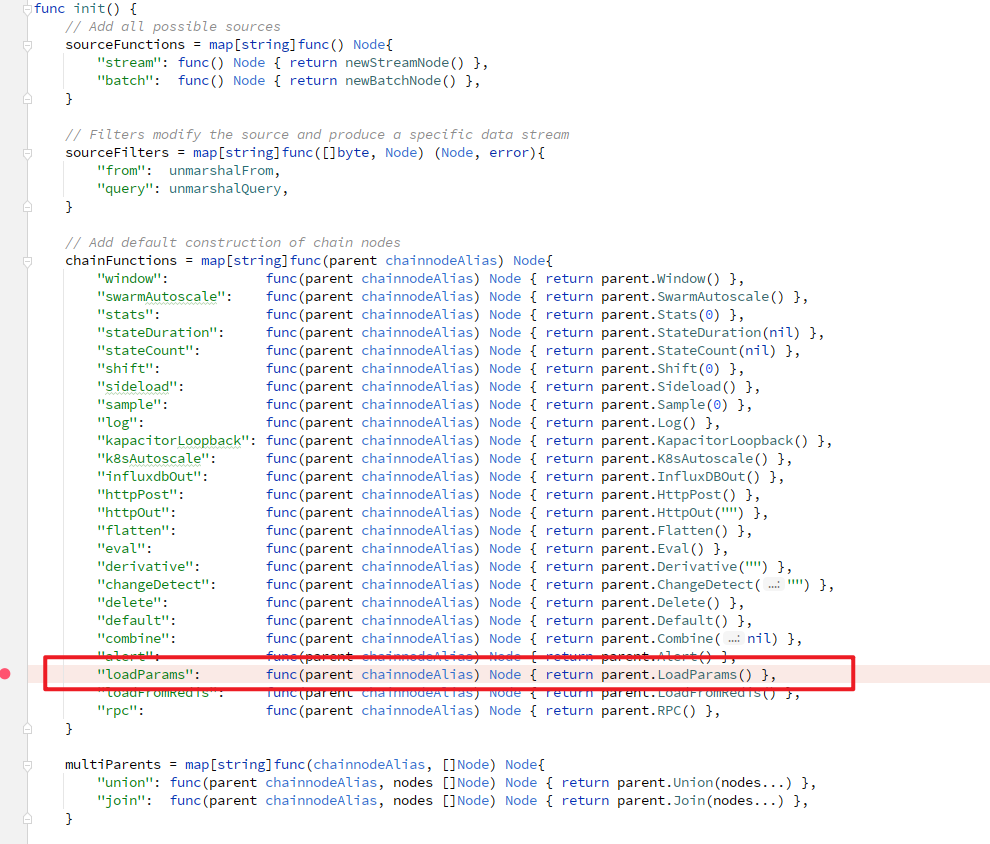 func init() {
    // Add all possible sources
    sourceFunctions = map[string]func() Node{
        "stream": func() Node { return newStreamNode() },
        "batch":  func() Node { return newBatchNode() },
    }

    // Filters modify the source and produce a specific data stream
    sourceFilters = map[string]func([]byte, Node) (Node, error){
        "from":  unmarshalFrom,
        "query": unmarshalQuery,
    }

    // Add default construction of chain nodes
    chainFunctions = map[string]func(parent chainnodeAlias) Node{
        "window":            func(parent chainnodeAlias) Node { return parent.Window() },
        "swarmAutoscale":    func(parent chainnodeAlias) Node { return parent.SwarmAutoscale() },
        "stats":             func(parent chainnodeAlias) Node { return parent.Stats(0) },
        "stateDuration":     func(parent chainnodeAlias) Node { return parent.StateDuration(nil) },
        "stateCount":        func(parent chainnodeAlias) Node { return parent.StateCount(nil) },
        "shift":             func(parent chainnodeAlias) Node { return parent.Shift(0) },
        "sideload":          func(parent chainnodeAlias) Node { return parent.Sideload() },
        "sample":            func(parent chainnodeAlias) Node { return parent.Sample(0) },
        "log":               func(parent chainnodeAlias) Node { return parent.Log() },
        "kapacitorLoopback": func(parent chainnodeAlias) Node { return parent.KapacitorLoopback() },
        "k8sAutoscale":      func(parent chainnodeAlias) Node { return parent.K8sAutoscale() },
        "influxdbOut":       func(parent chainnodeAlias) Node { return parent.InfluxDBOut() },
        "httpPost":          func(parent chainnodeAlias) Node { return parent.HttpPost() },
        "httpOut":           func(parent chainnodeAlias) Node { return parent.HttpOut("") },
        "flatten":           func(parent chainnodeAlias) Node { return parent.Flatten() },
        "eval":              func(parent chainnodeAlias) Node { return parent.Eval() },
        "derivative":        func(parent chainnodeAlias) Node { return parent.Derivative("") },
        "changeDetect":      func(parent chainnodeAlias) Node { return parent.ChangeDetect( ...: "") },
        "delete":            func(parent chainnodeAlias) Node { return parent.Delete() },
        "default":           func(parent chainnodeAlias) Node { return parent.Default() },
        "combine":           func(parent chainnodeAlias) Node { return parent.Combine( ...: nil) },
        "alert":             func(parent chainnodeAlias) Node { return parent.Alert() },
        "loadParams":        func(parent chainnodeAlias) Node { return parent.LoadParams() },
        "loadFromRedis":     func(parent chainnodeAlias) Node { return parent.LoadFromRedis() },
        "rpc":               func(parent chainnodeAlias) Node { return parent.RPC() },
    }

    multiParents = map[string]func(chainnodeAlias, []Node) Node{
        "union": func(parent chainnodeAlias, nodes []Node) Node { return parent.Union(nodes...) },
        "join":  func(parent chainnodeAlias, nodes []Node) Node { return parent.Join(nodes...) },
    }